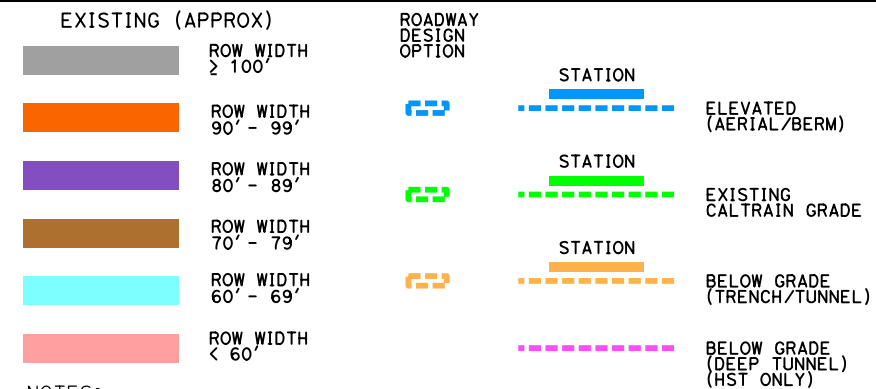 EXISTING (APPROX)
ROW WIDTH
≥ 100'
ROW WIDTH
90' - 99'
ROW WIDTH
80' - 89'
ROW WIDTH
70' - 79'
ROW WIDTH
60' - 69'
ROW WIDTH
< 60'
ROADWAY
DESIGN
OPTION
STATION
ELEVATED
(AERIAL/BERM)
STATION
EXISTING
CALTRAIN GRADE
STATION
BELOW GRADE
(TRENCH/TUNNEL)
BELOW GRADE
(DEEP TUNNEL)
(HST ONLY)
NOTES: